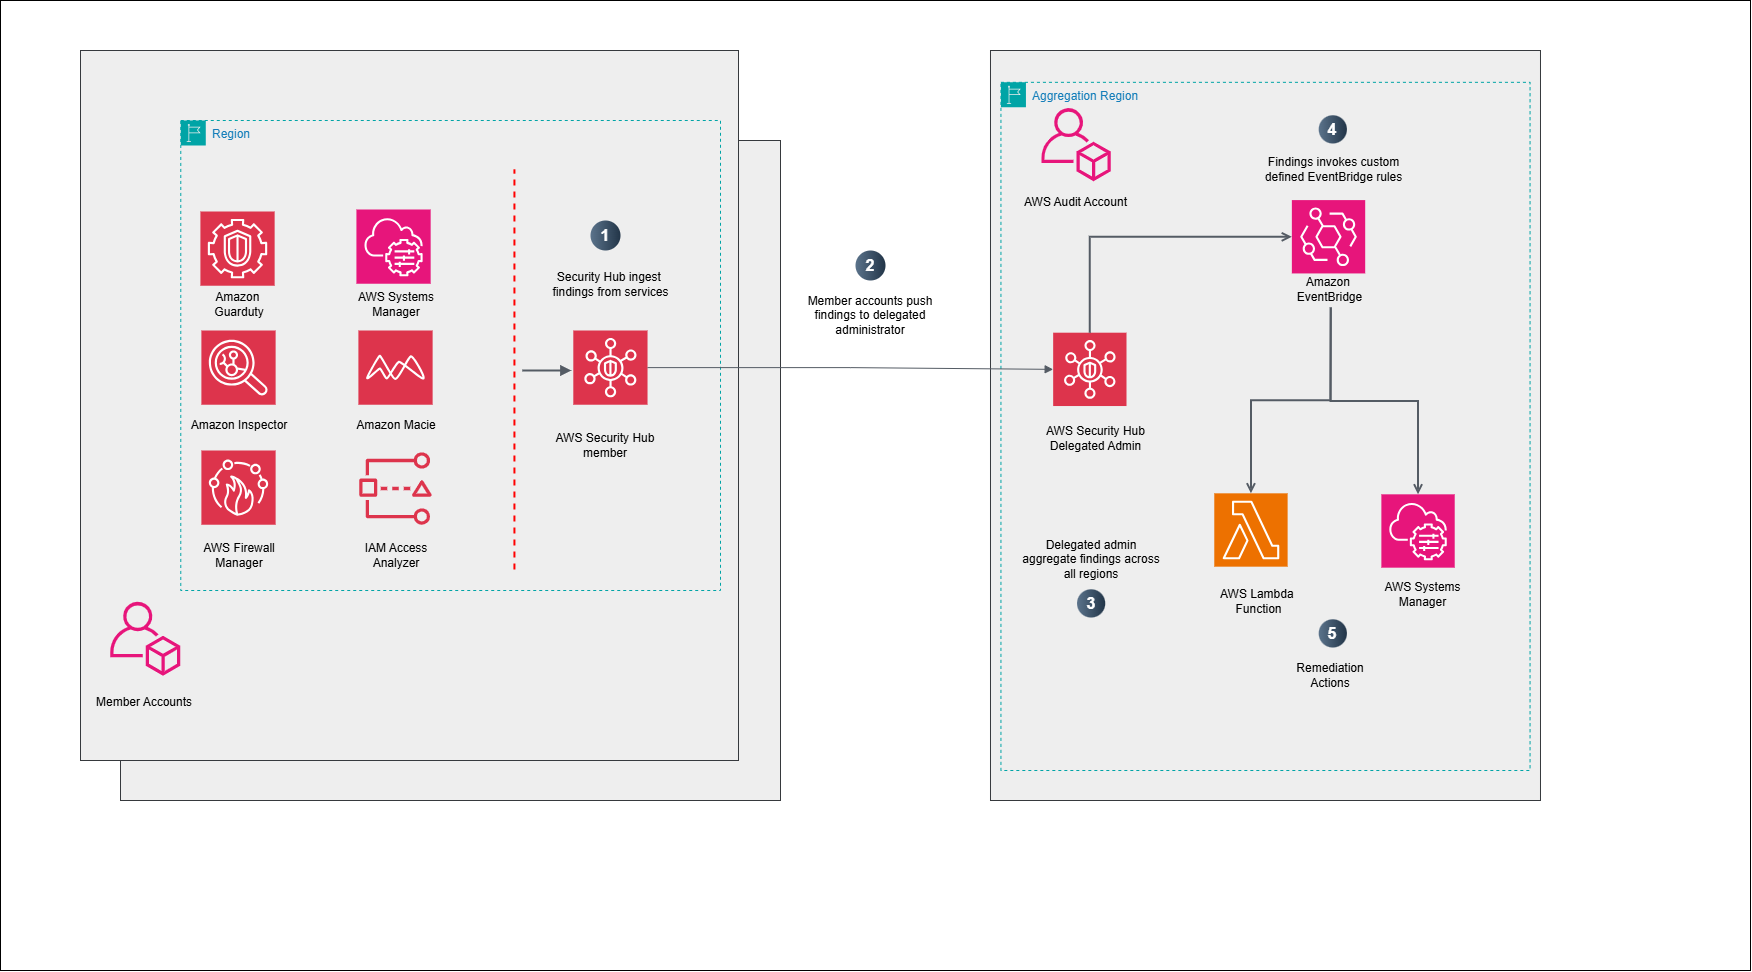 Region
Amazon
Guarduty
AWS Systems
Manager
Amazon Inspector
Amazon Macie
AWS Firewall
Manager
IAM Access
Analyzer
1
Security Hub ingest
findings from services
AWS Security Hub
member
Member Accounts
2
Member accounts push
findings to delegated
administrator
Aggregation Region
AWS Audit Account
4
Findings invokes custom
defined EventBridge rules
Amazon
EventBridge
AWS Security Hub
Delegated Admin
Delegated admin
aggregate findings across
all regions
3
AWS Lambda
Function
AWS Systems
Manager
5
Remediation
Actions